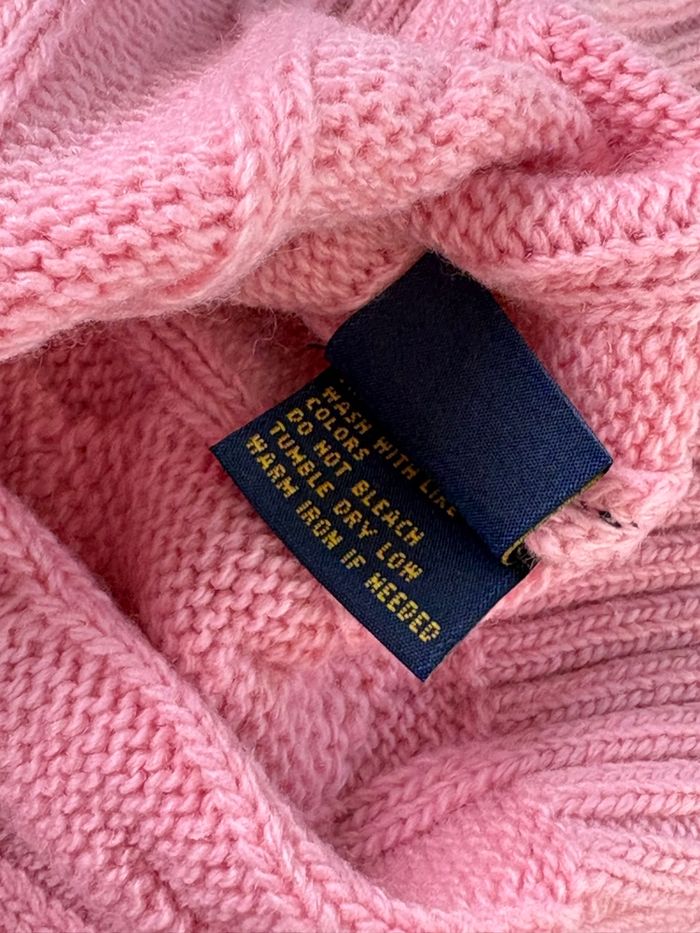 WASH WITH LIKE
COLORS
DO NOT BLEACH
TUMBLE DRY LOW
WARM IRON IF NEEDED